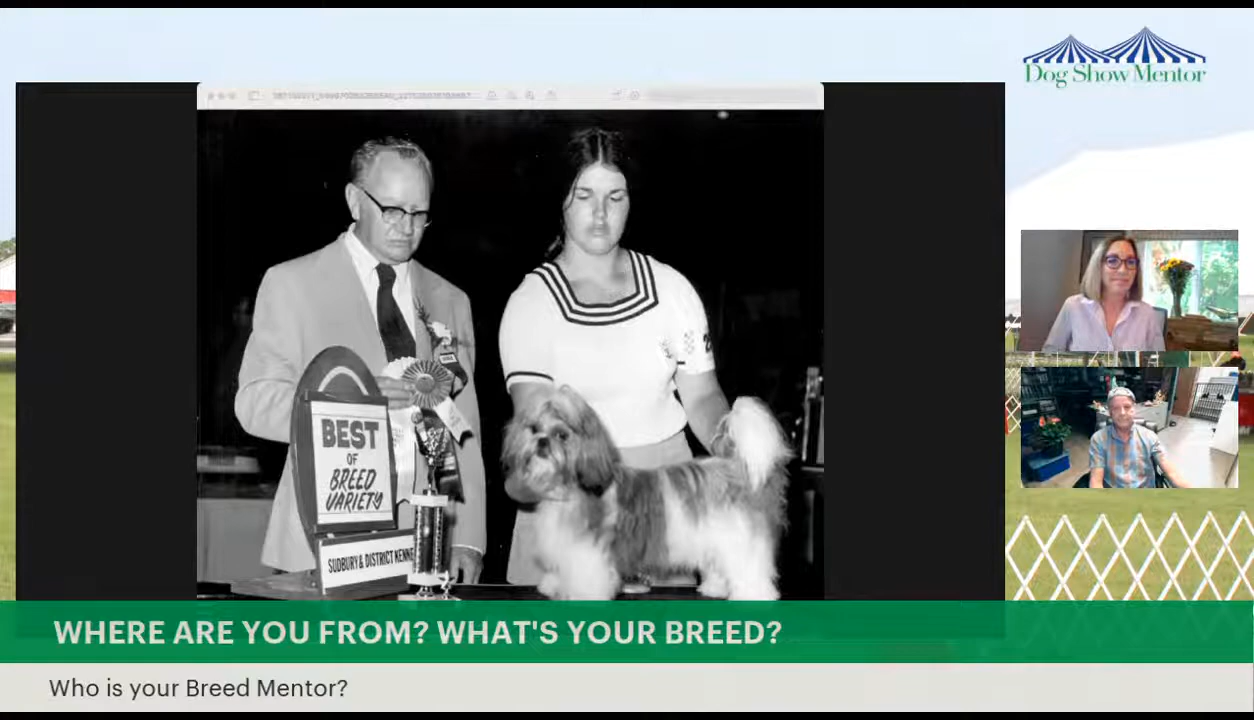 Dog Show Mentor
BEST
OF
BREED
VARIETY
SUDBURY & DISTRICT KENNE
WHERE ARE YOU FROM? WHAT'S YOUR BREED?
Who is your Breed Mentor?